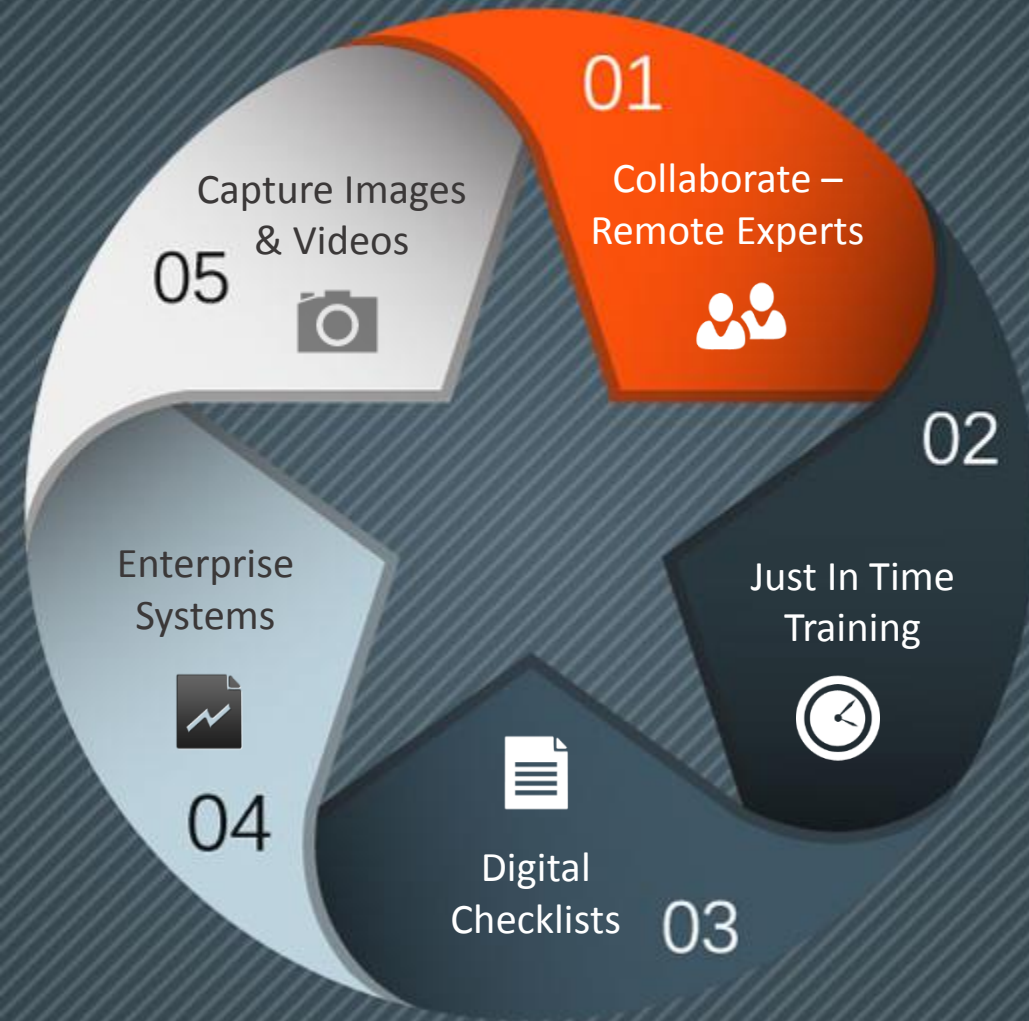 01
Collaborate –
Remote Experts
02
Just In Time
Training
Digital
Checklists
03
Enterprise
Systems
04
Capture Images
& Videos
05